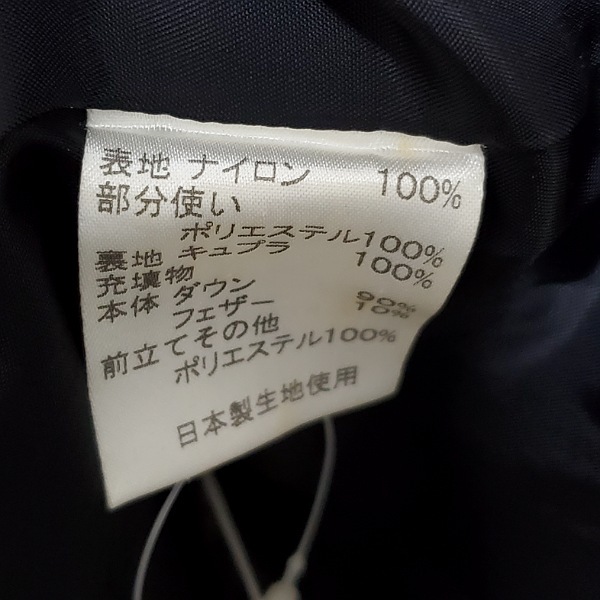 表地 ナイロン 100%
部分使い
ポリエステル100%
裏地 キュプラ 100%
充填物
本体 ダウン 90%
フェザー 10%
前立てその他
ポリエステル100%
日本製生地使用